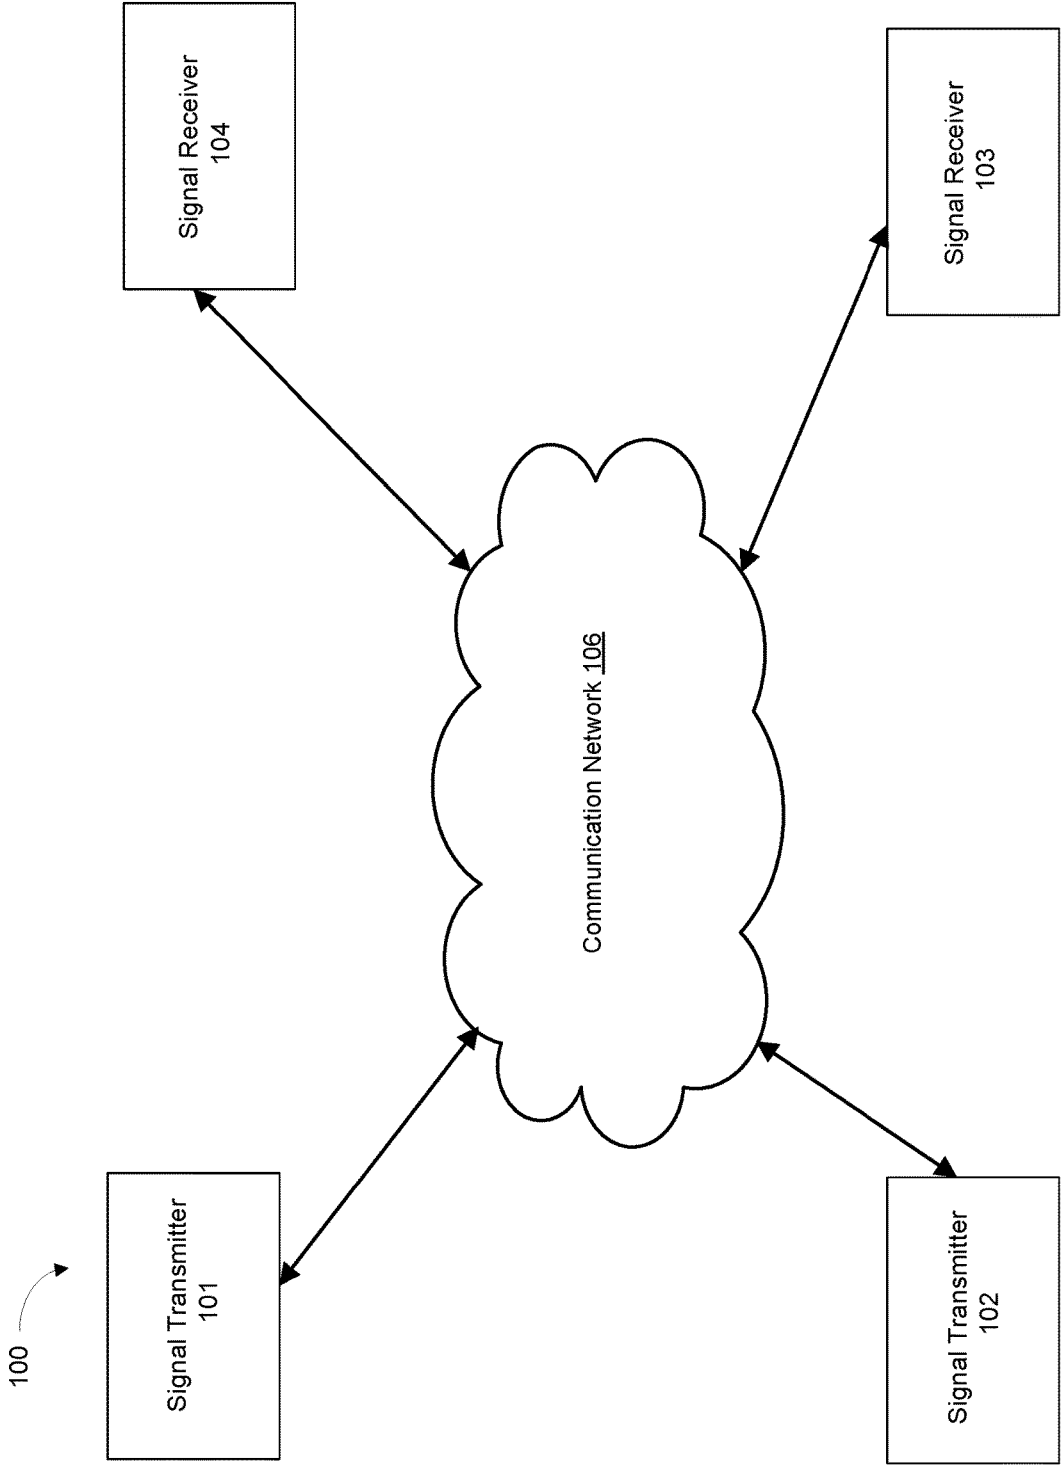 100
Signal Transmitter
101
Signal Receiver
104
Communication Network 106
Signal Transmitter
102
Signal Receiver
103